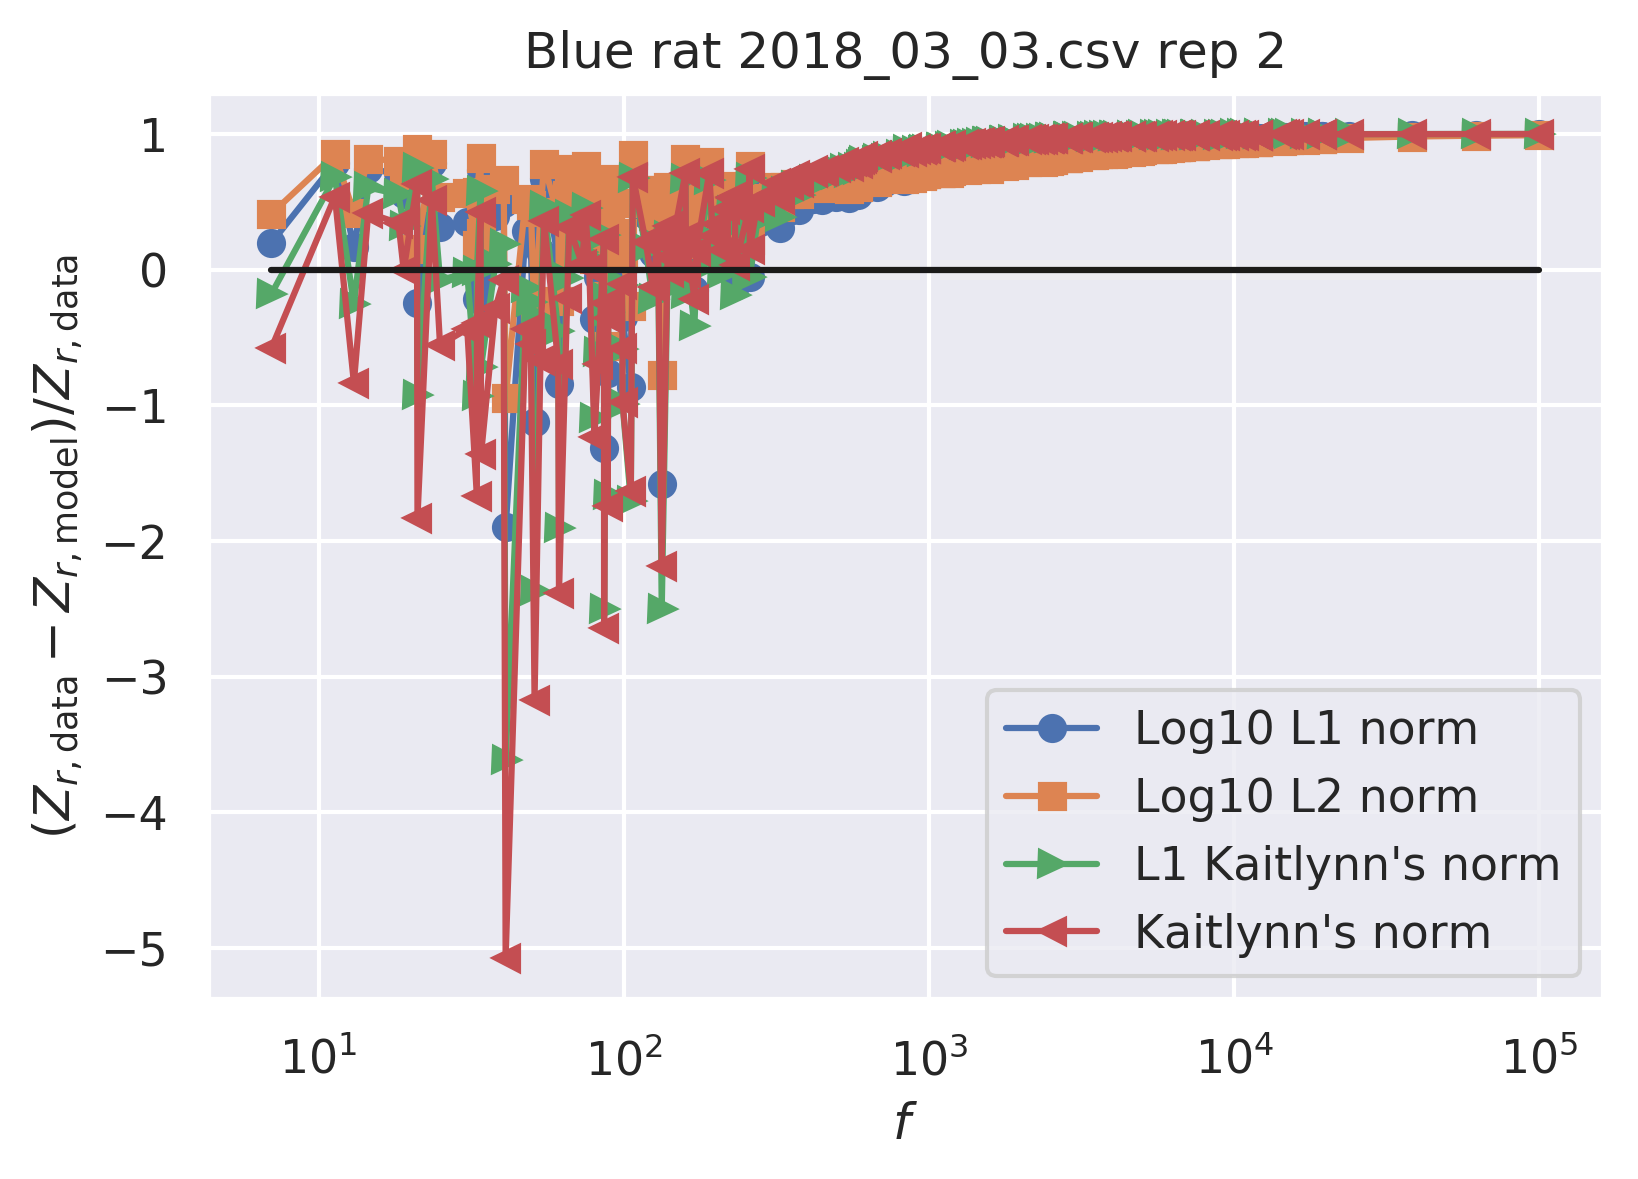 Blue rat 2018_03_03.csv rep 2
(Z_{r, data} − Z_{r, model})/Z_{r, data}
1
0
−1
−2
−3
−4
−5
Log10 L1 norm
Log10 L2 norm
L1 Kaitlynn's norm
Kaitlynn's norm
10^1
10^2
10^3
10^4
10^5
f